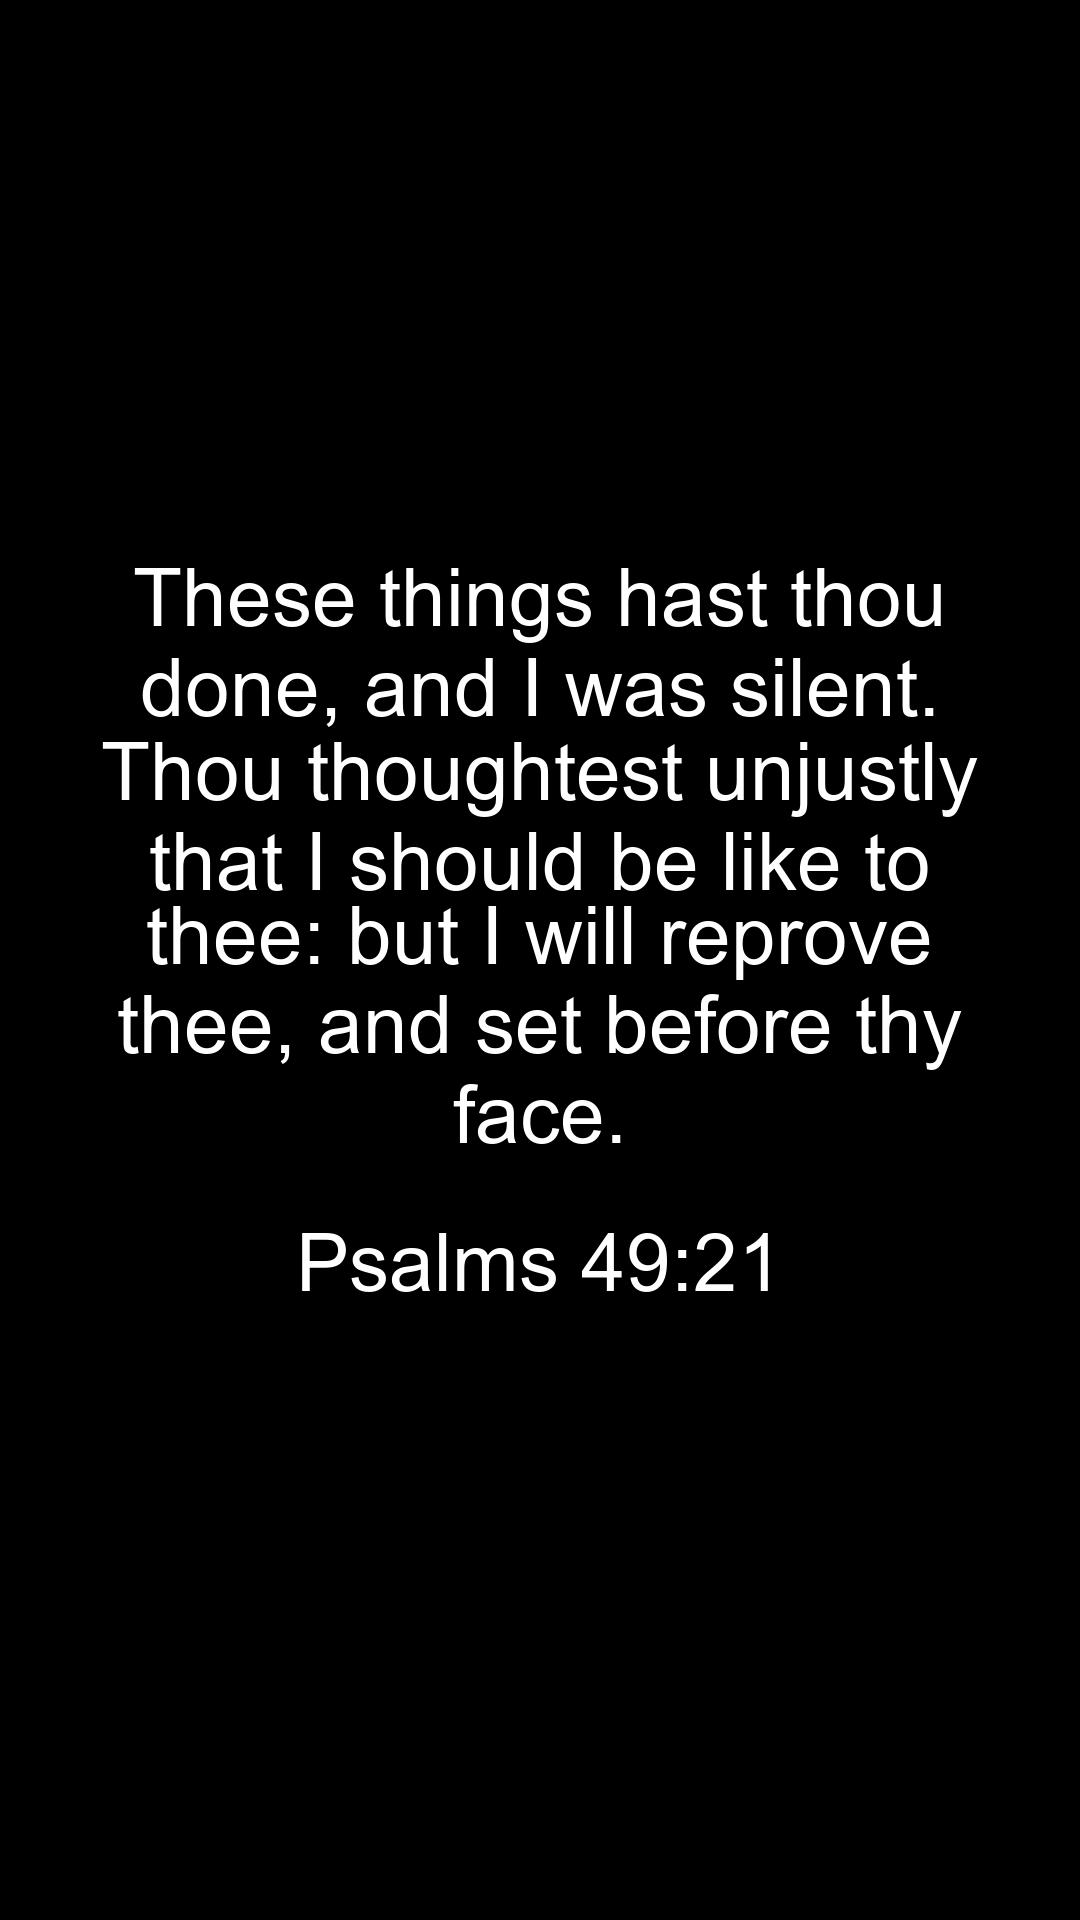 These things hast thou
done, and I was silent.
Thou thoughtest unjustly
that I should be like to
thee: but I will reprove
thee, and set before thy
face.
Psalms 49:21